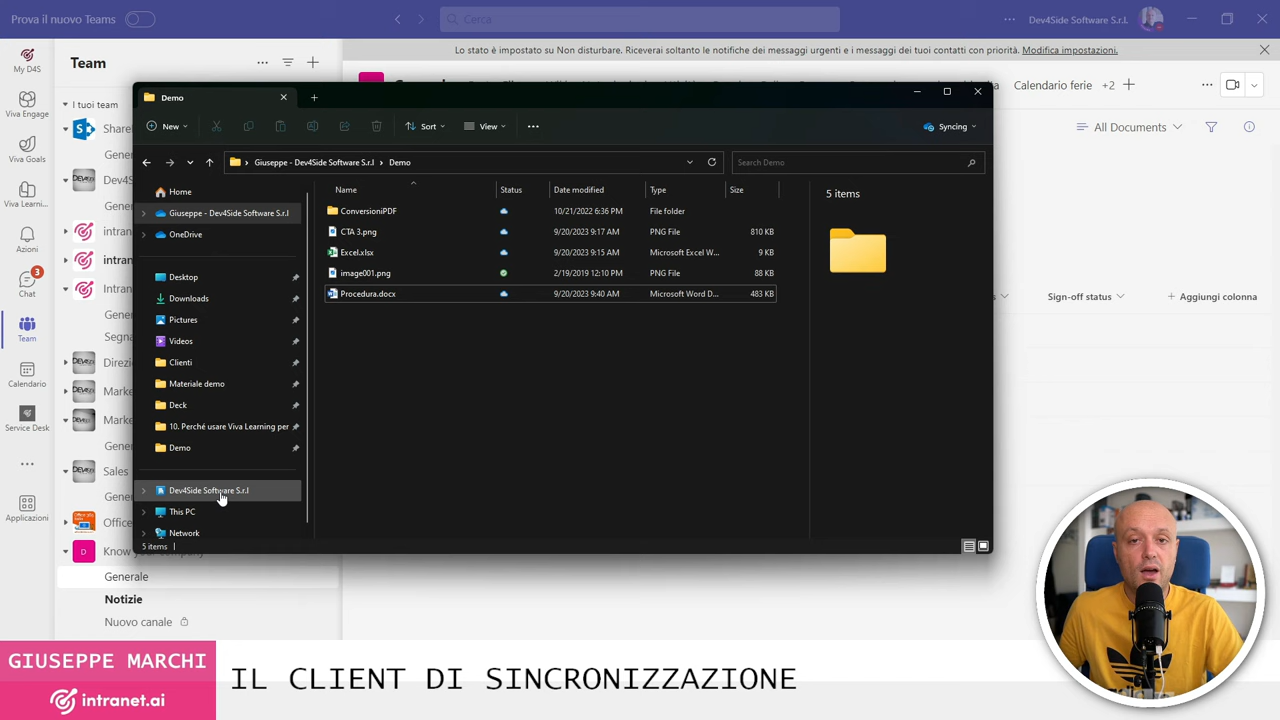 Prova il nuovo Teams
Cerca
Dev4Side Software S.r.l.
Lo stato è impostato su Non disturbare. Riceverai soltanto le notifiche dei messaggi urgenti e i messaggi dei tuoi contatti con priorità. Modifica impostazioni.
My D4S
Viva Engage
Viva Goals
Viva Learni...
Azioni
3
Chat
Team
Calendario
Service Desk
Applicazioni
Team
I tuoi team
Calendario ferie
+2
All Documents
Sign-off status
Aggiungi colonna
Office
Know your company
Generale
Notizie
Nuovo canale
Demo
New
Sort
View
Syncing
Giuseppe - Dev4Side Software S.r.l
Demo
Search Demo
Home
Giuseppe - Dev4Side Software S.r.l
OneDrive
Desktop
Downloads
Pictures
Videos
Clienti
Materiale demo
Deck
10. Perché usare Viva Learning per
Demo
Dev4Side Software S.r.l
This PC
Network
5 items
Name Status Date modified Type Size
ConversioniPDF 10/21/2022 6:36 PM File folder
CTA 3.png 9/20/2023 9:17 AM PNG File 810 KB
Excel.xlsx 9/20/2023 9:15 AM Microsoft Excel W... 9 KB
image001.png 2/19/2019 12:10 PM PNG File 88 KB
Procedura.docx 9/20/2023 9:40 AM Microsoft Word D... 483 KB
5 items
GIUSEPPE MARCHI
intranet.ai
IL CLIENT DI SINCRONIZZAZIONE